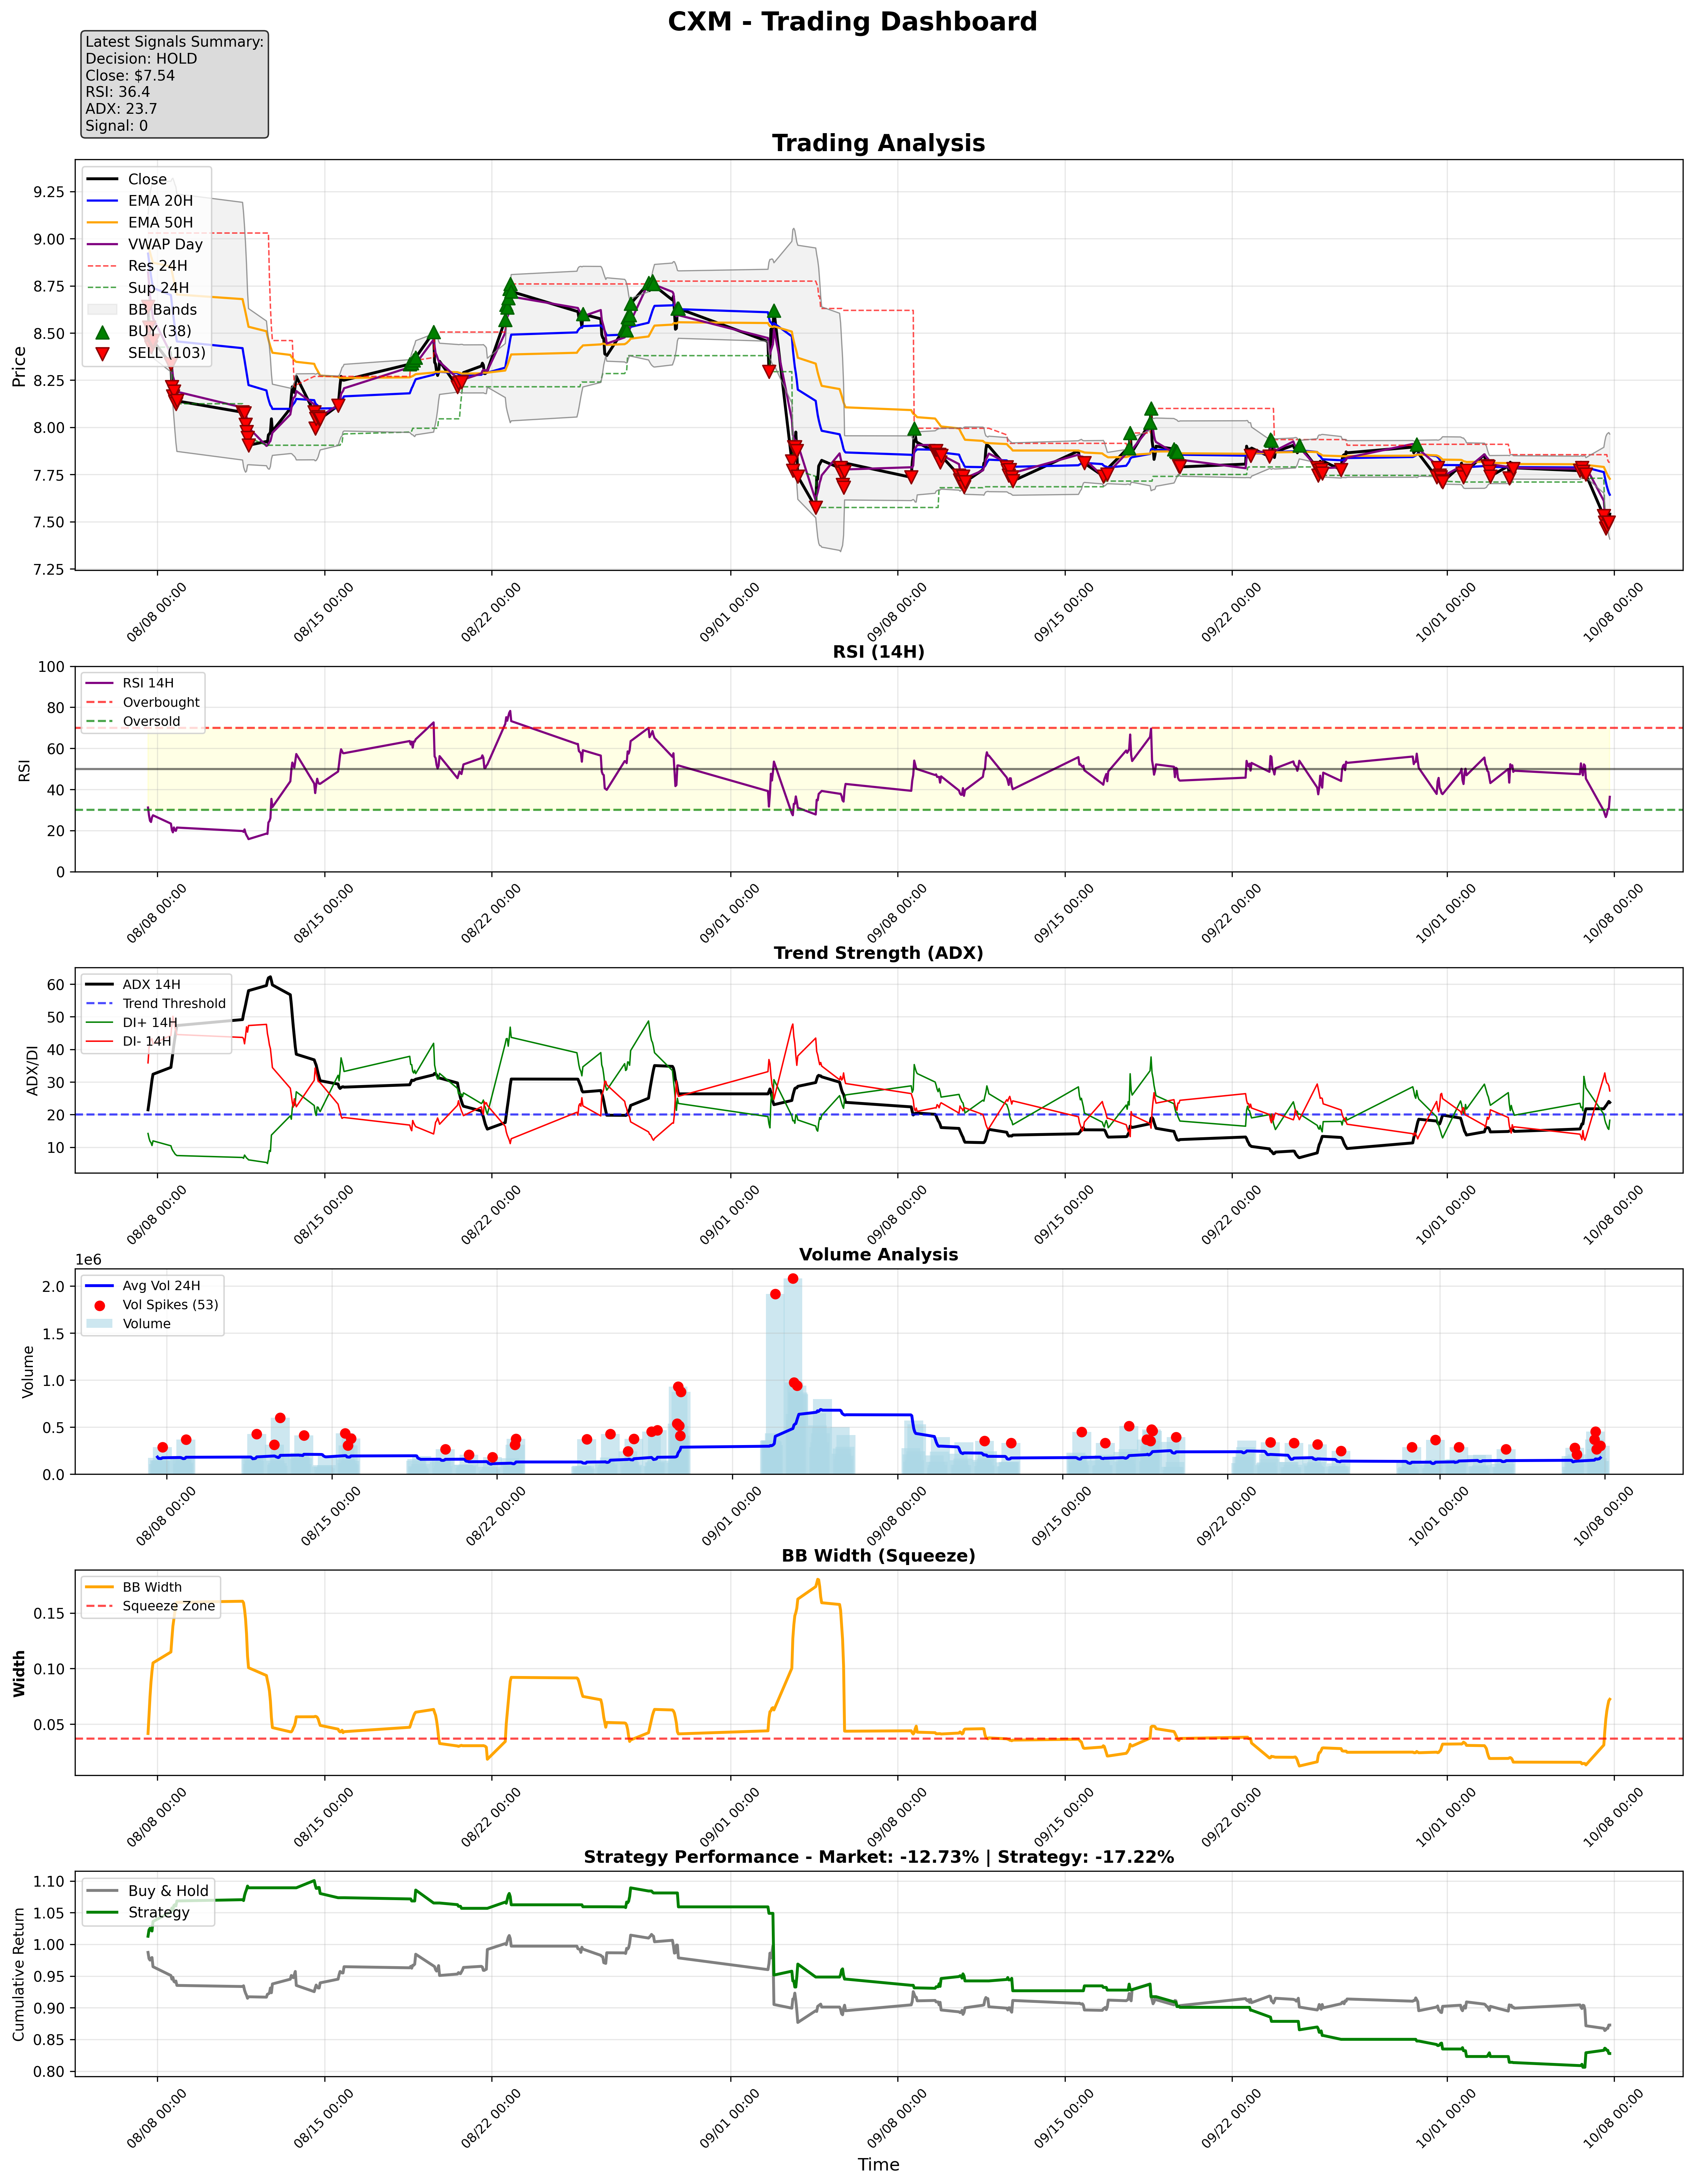 CXM - Trading Dashboard
Latest Signals Summary:
Decision: HOLD
Close: $7.54
RSI: 36.4
ADX: 23.7
Signal: 0
Trading Analysis
Price
9.25
9.00
8.75
8.50
8.25
8.00
7.75
7.50
7.25
Close
EMA 20H
EMA 50H
VWAP Day
Res 24H
Sup 24H
BB Bands
BUY (38)
SELL (103)
08/08 00:00
08/15 00:00
08/22 00:00
09/01 00:00
09/08 00:00
09/15 00:00
09/22 00:00
10/01 00:00
10/08 00:00
RSI (14H)
RSI
100
80
60
40
20
0
RSI 14H
Overbought
Oversold
08/08 00:00
08/15 00:00
08/22 00:00
09/01 00:00
09/08 00:00
09/15 00:00
09/22 00:00
10/01 00:00
10/08 00:00
Trend Strength (ADX)
ADX/DI
60
50
40
30
20
10
ADX 14H
Trend Threshold
DI+ 14H
DI- 14H
08/08 00:00
08/15 00:00
08/22 00:00
09/01 00:00
09/08 00:00
09/15 00:00
09/22 00:00
10/01 00:00
10/08 00:00
Volume Analysis
1e6
Volume
2.0
1.5
1.0
0.5
0.0
Avg Vol 24H
Vol Spikes (53)
Volume
08/08 00:00
08/15 00:00
08/22 00:00
09/01 00:00
09/08 00:00
09/15 00:00
09/22 00:00
10/01 00:00
10/08 00:00
BB Width (Squeeze)
Width
0.15
0.10
0.05
BB Width
Squeeze Zone
08/08 00:00
08/15 00:00
08/22 00:00
09/01 00:00
09/08 00:00
09/15 00:00
09/22 00:00
10/01 00:00
10/08 00:00
Strategy Performance - Market: -12.73% | Strategy: -17.22%
Cumulative Return
1.10
1.05
1.00
0.95
0.90
0.85
0.80
Buy & Hold
Strategy
08/08 00:00
08/15 00:00
08/22 00:00
09/01 00:00
09/08 00:00
09/15 00:00
09/22 00:00
10/01 00:00
10/08 00:00
Time